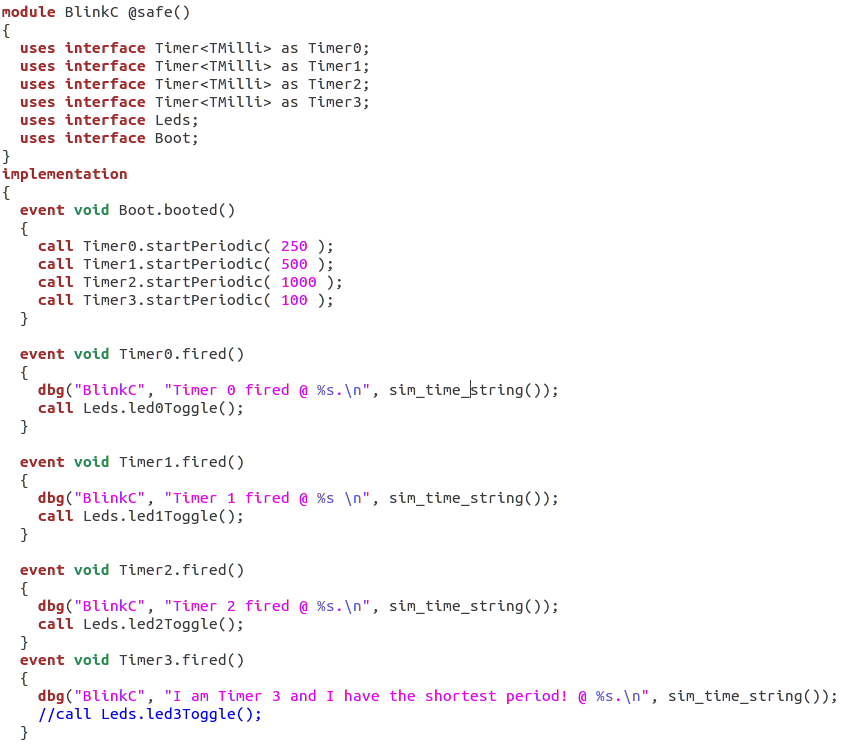 module BlinkC @safe()
{
  uses interface Timer<TMilli> as Timer0;
  uses interface Timer<TMilli> as Timer1;
  uses interface Timer<TMilli> as Timer2;
  uses interface Timer<TMilli> as Timer3;
  uses interface Leds;
  uses interface Boot;
}
implementation
{
  event void Boot.booted()
  {
    call Timer0.startPeriodic( 250 );
    call Timer1.startPeriodic( 500 );
    call Timer2.startPeriodic( 1000 );
    call Timer3.startPeriodic( 100 );
  }

  event void Timer0.fired()
  {
    dbg("BlinkC", "Timer 0 fired @ %s.\n", sim_time_string());
    call Leds.led0Toggle();
  }

  event void Timer1.fired()
  {
    dbg("BlinkC", "Timer 1 fired @ %s \n", sim_time_string());
    call Leds.led1Toggle();
  }

  event void Timer2.fired()
  {
    dbg("BlinkC", "Timer 2 fired @ %s.\n", sim_time_string());
    call Leds.led2Toggle();
  }
  event void Timer3.fired()
  {
    dbg("BlinkC", "I am Timer 3 and I have the shortest period! @ %s.\n", sim_time_string());
    //call Leds.led3Toggle();
  }